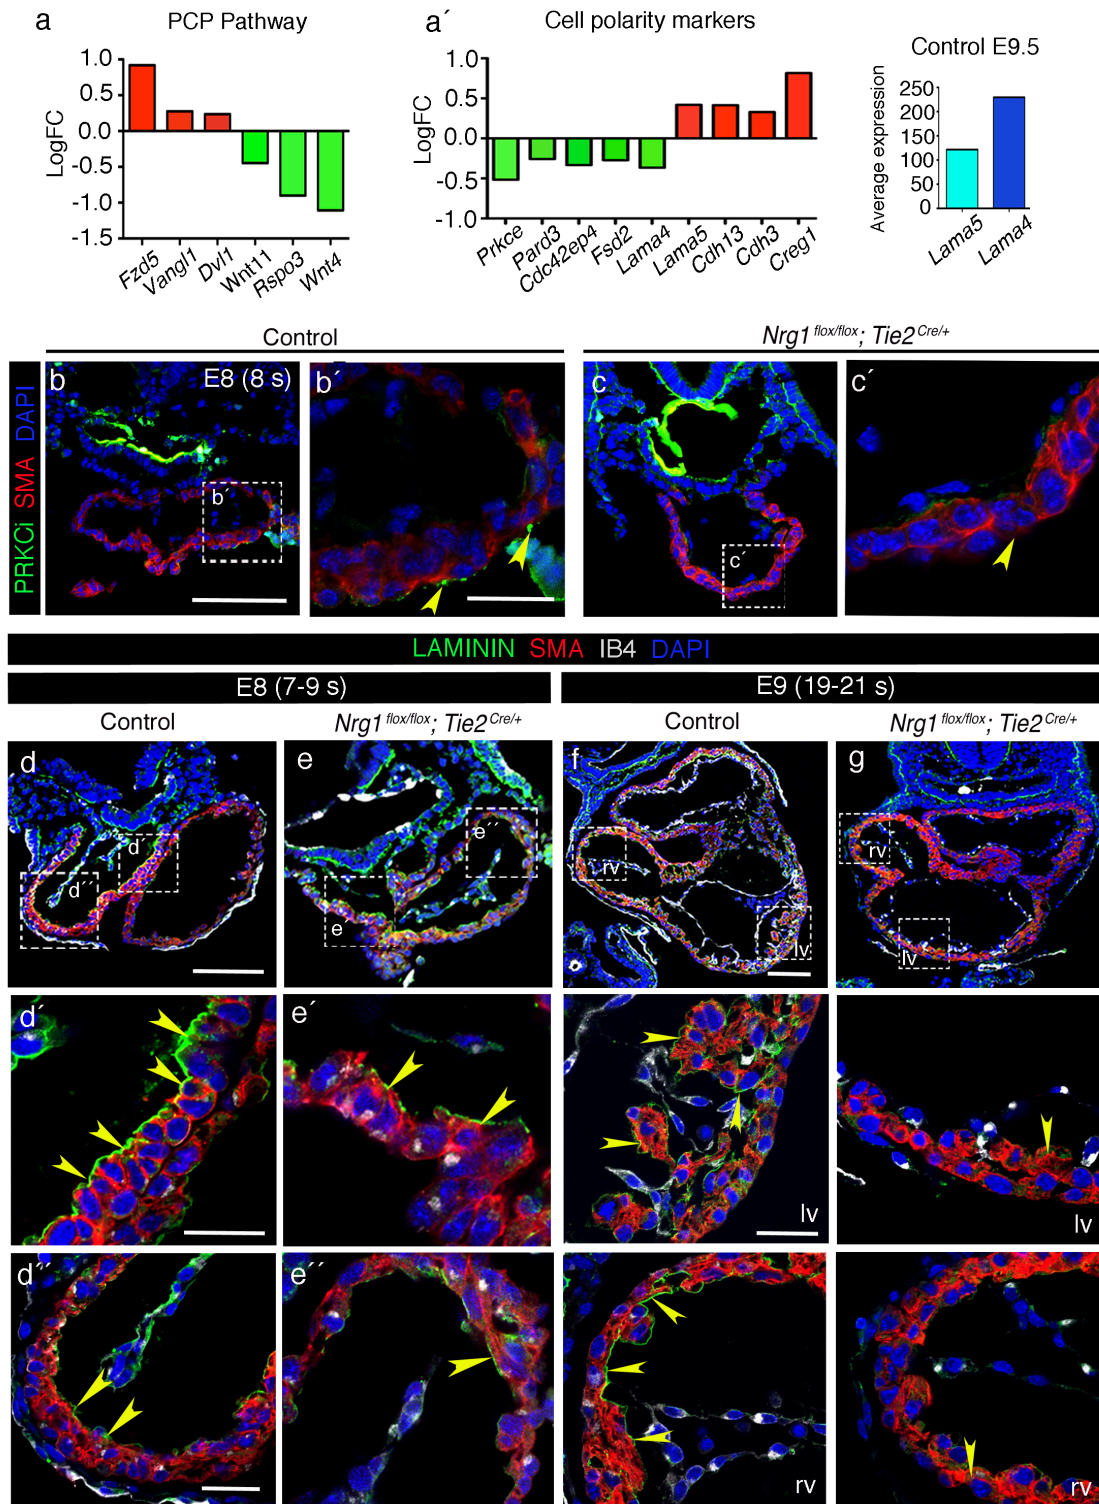 a
PCP Pathway
LogFC
1.0
0.5
0.0
-0.5
-1.0
-1.5
Fzd5
Vangl1
Dvl1
Wnt11
Rspo3
Wnt4
a´
Cell polarity markers
LogFC
1.0
0.5
0.0
-0.5
-1.0
Prkce
Pard3
Cdc42ep4
Fsd2
Lama4
Lama5
Cdh13
Cdh3
Creg1
Control E9.5
Average expression
250
200
150
100
50
0
Lama5
Lama4
Control
Nrg1 flox/flox; Tie2 Cre/+
PRKCi SMA DAPI
b
E8 (8 s)
b´
b´
c
c´
c´
LAMININ SMA IB4 DAPI
E8 (7-9 s)
E9 (19-21 s)
Control
Nrg1 flox/flox; Tie2 Cre/+
Control
Nrg1 flox/flox; Tie2 Cre/+
d
d´
d´´
e
e´´
e
f
rv
lv
g
rv
lv
d´
e´
lv
lv
d´´
e´´
rv
rv